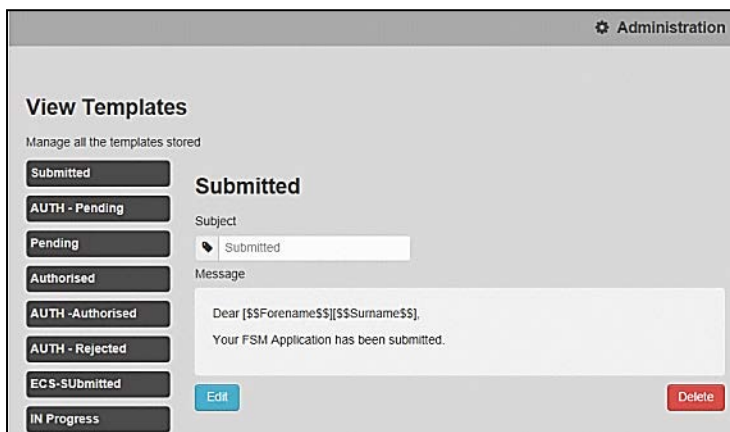 Administration
View Templates
Manage all the templates stored
Submitted
AUTH - Pending
Pending
Authorised
AUTH -Authorised
AUTH - Rejected
ECS-SUbmitted
IN Progress
Submitted
Subject
Submitted
Message
Dear [$$Forename$$][$$Surname$$],
Your FSM Application has been submitted.
Edit
Delete